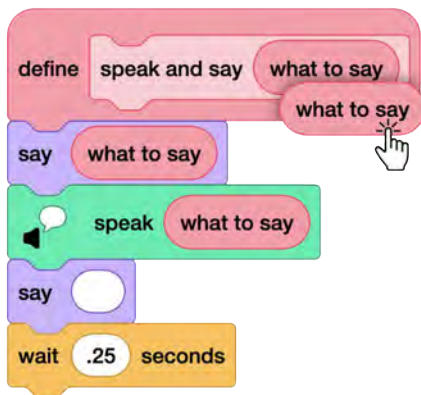 define speak and say what to say
what to say
say what to say
speak what to say
say
wait .25 seconds